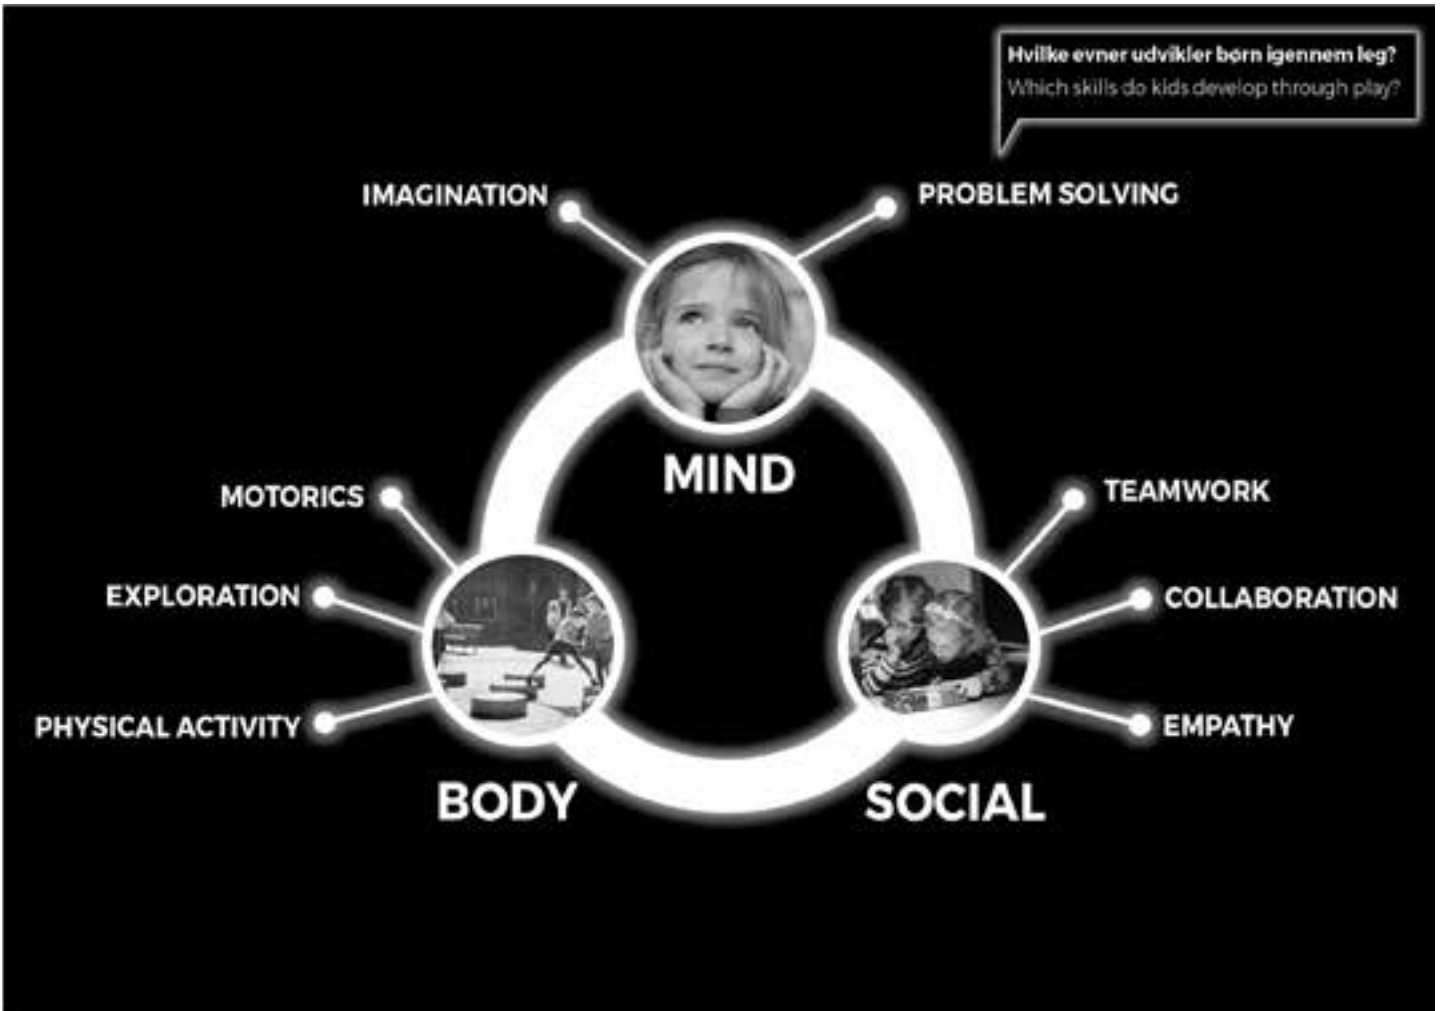 Hvilke evner udvikler børn igennem leg?
Which skills do kids develop through play?
IMAGINATION
PROBLEM SOLVING
MIND
MOTORICS
TEAMWORK
EXPLORATION
COLLABORATION
PHYSICAL ACTIVITY
EMPATHY
BODY
SOCIAL